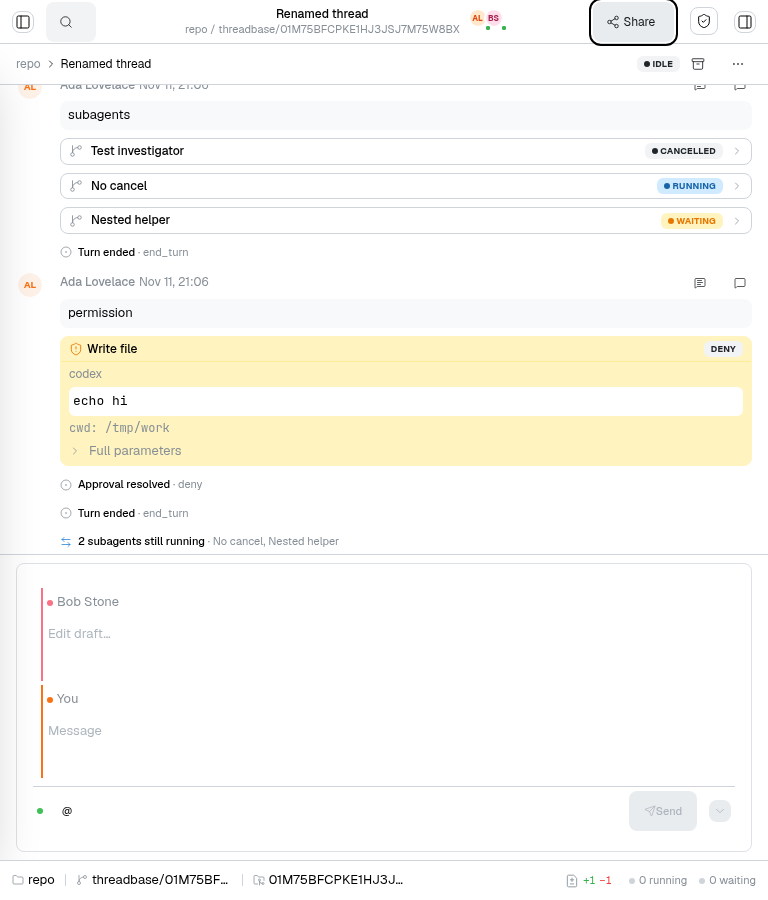 Renamed thread
repo / threadbase/01M75BFCPKE1HJ3JSJ7M75W8BX
AL BS
Share
repo > Renamed thread
IDLE
AL Ada Lovelace Nov 11, 21:06
subagents
Test investigator CANCELLED
No cancel RUNNING
Nested helper WAITING
Turn ended · end_turn
AL Ada Lovelace Nov 11, 21:06
permission
Write file DENY
codex
echo hi
cwd: /tmp/work
Full parameters
Approval resolved · deny
Turn ended · end_turn
2 subagents still running · No cancel, Nested helper
Bob Stone
Edit draft…
You
Message
@ Send
repo threadbase/01M75BF… 01M75BFCPKE1HJ3J… +1 −1 0 running 0 waiting